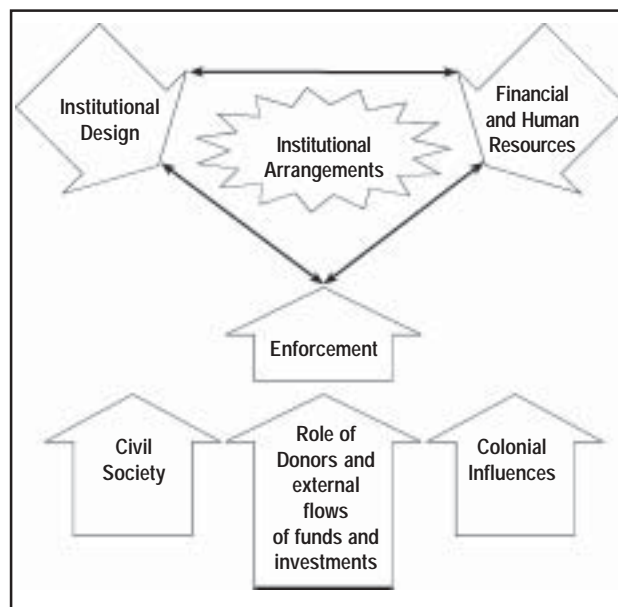 Institutional
Design
Institutional
Arrangements
Financial
and Human
Resources
Enforcement
Civil
Society
Role of
Donors and
external
flows
of funds and
investments
Colonial
Influences